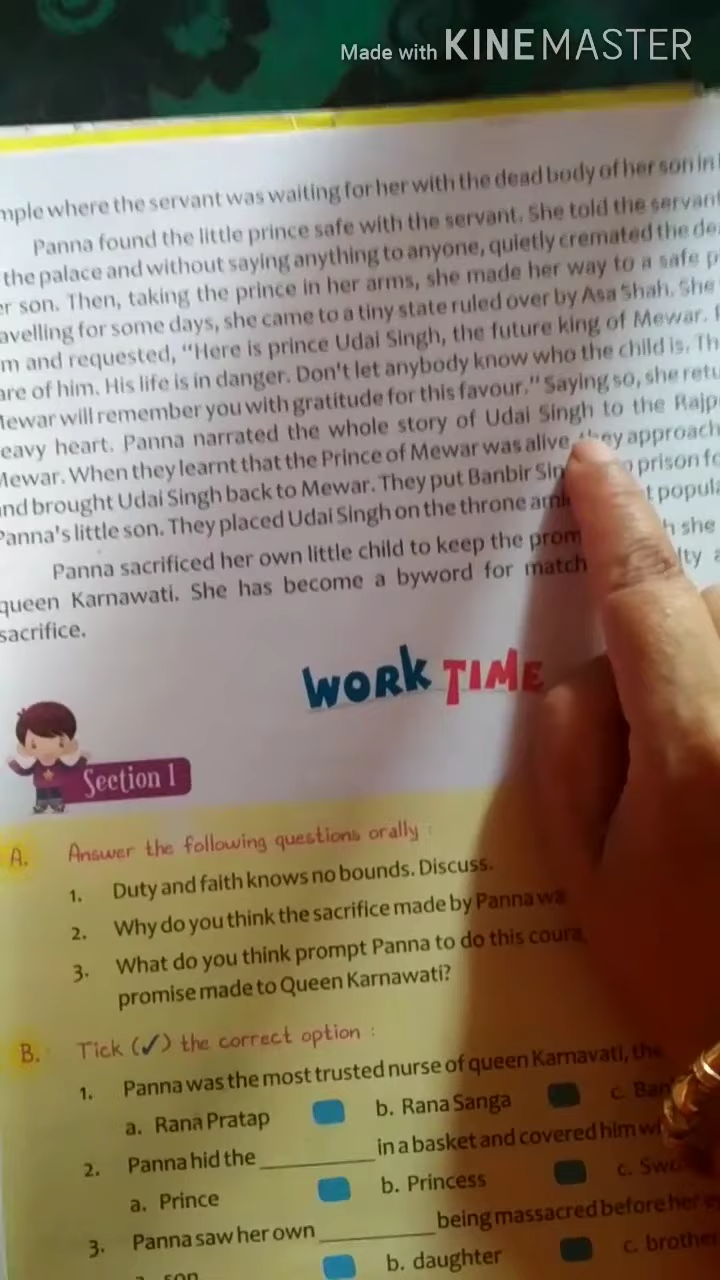 Made with KINEMASTER
mple where the servant was waiting for her with the dead body of her son in
Panna found the little prince safe with the servant. She told the servant
the palace and without saying anything to anyone, quietly cremated the
er son. Then, taking the prince in her arms, she made her way to a safe
avelling for some days, she came to a tiny state ruled over by Asa Shah. She
m and requested, "Here is prince Udai Singh, the future king of Mewar.
are of him. His life is in danger. Don't let anybody know who the child is.
Mewar will remember you with gratitude for this favour." Saying so, she
eavy heart. Panna narrated the whole story of Udai Singh to the
Mewar. When they learnt that the Prince of Mewar was alive, they
and brought Udai Singh back to Mewar. They put Banbir prison
Panna's little son. They placed Udai Singh on the throne
Panna sacrificed her own little child to keep the she
queen Karnawati. She has become a byword for
sacrifice.
WORK TIME
Section 1
A. Answer the following questions orally :
1. Duty and faith knows no bounds. Discuss.
2. Why do you think the sacrifice made by Panna
3. What do you think prompt Panna to do this
promise made to Queen Karnawati?
B. Tick (✓) the correct option :
1. Panna was the most trusted nurse of queen Karnavati, the
a. Rana Pratap b. Rana Sanga c.
2. Panna hid the __________ in a basket and covered him
a. Prince b. Princess c.
3. Panna saw her own __________ being massacred before her
son b. daughter c. brother